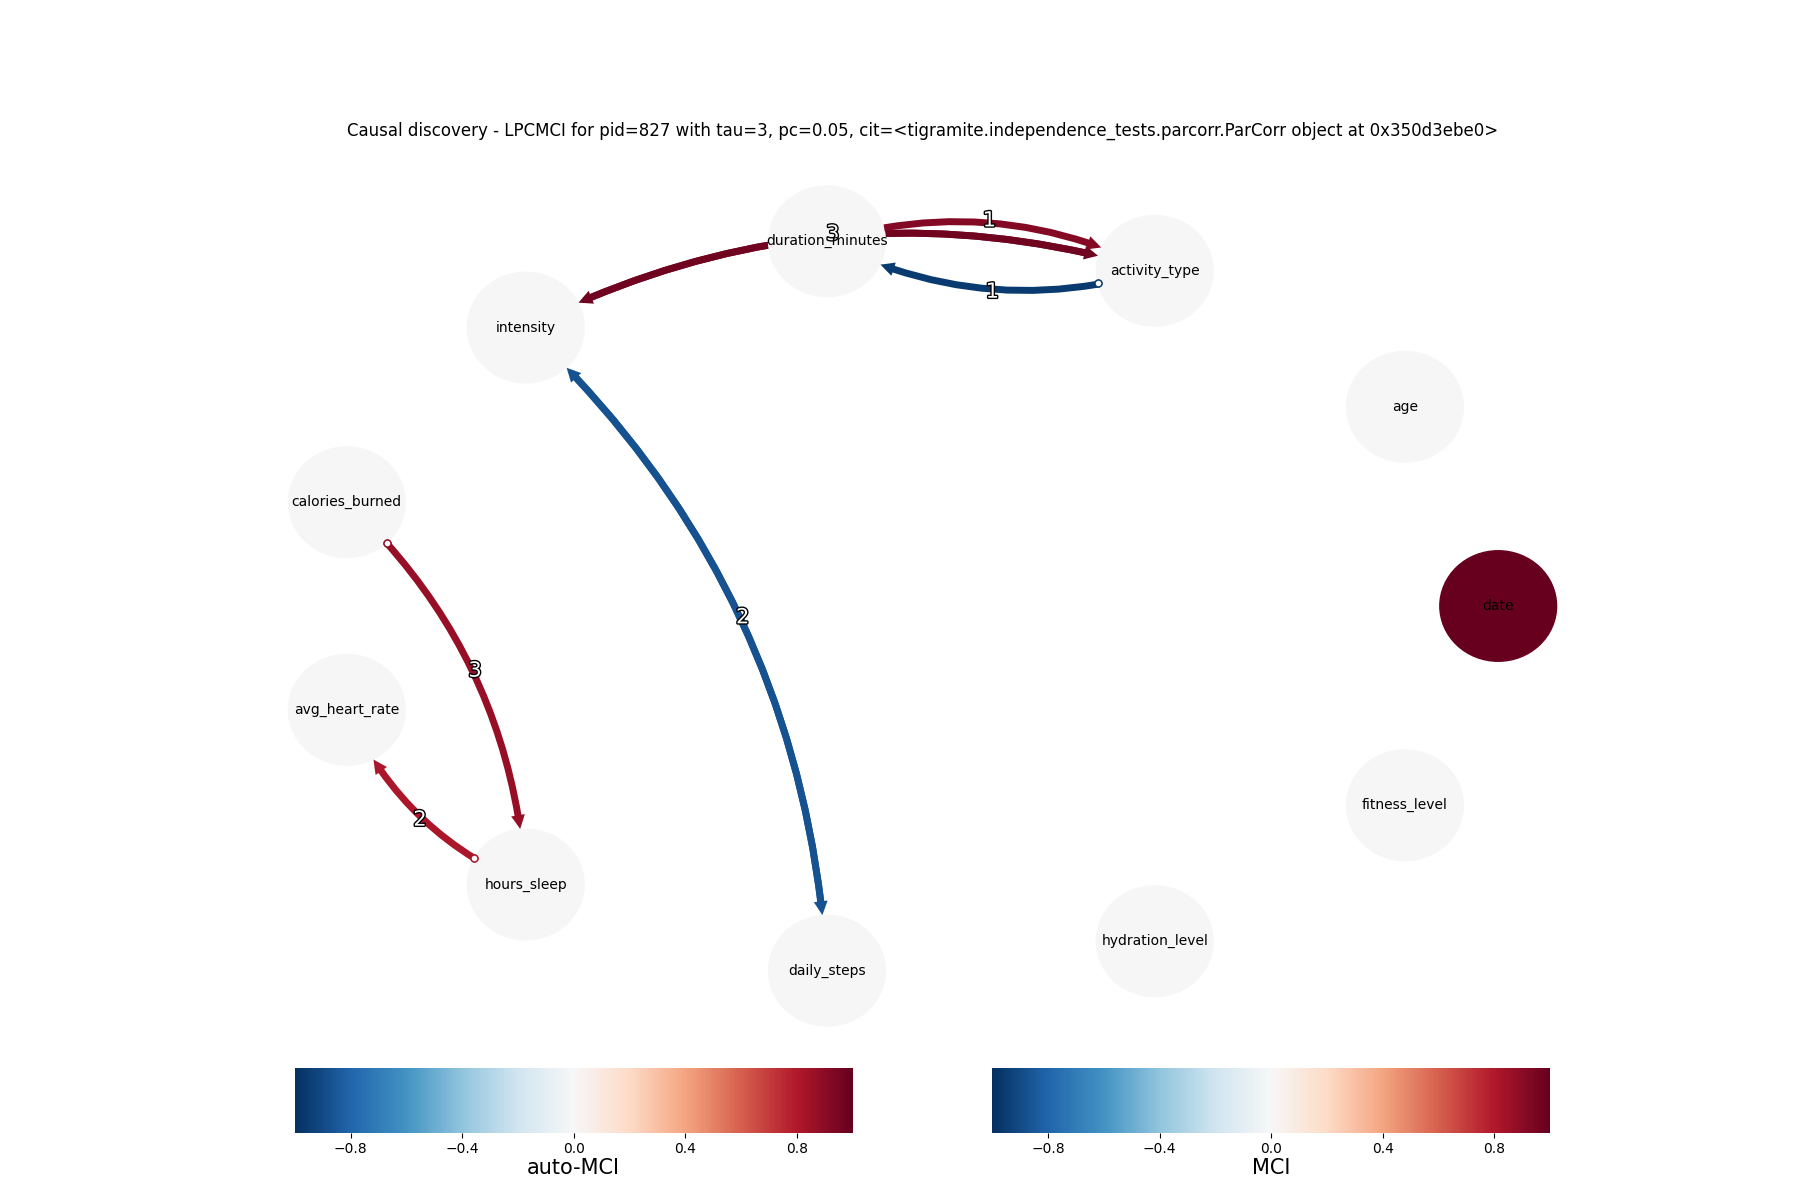 Causal discovery - LPCMCI for pid=827 with tau=3, pc=0.05, cit=<tigramite.independence_tests.parcorr.ParCorr object at 0x350d3ebe0>
1
3
duration_minutes
activity_type
1
intensity
age
calories_burned
date
2
3
avg_heart_rate
fitness_level
2
hours_sleep
hydration_level
daily_steps
−0.8 −0.4 0.0 0.4 0.8
auto-MCI
−0.8 −0.4 0.0 0.4 0.8
MCI